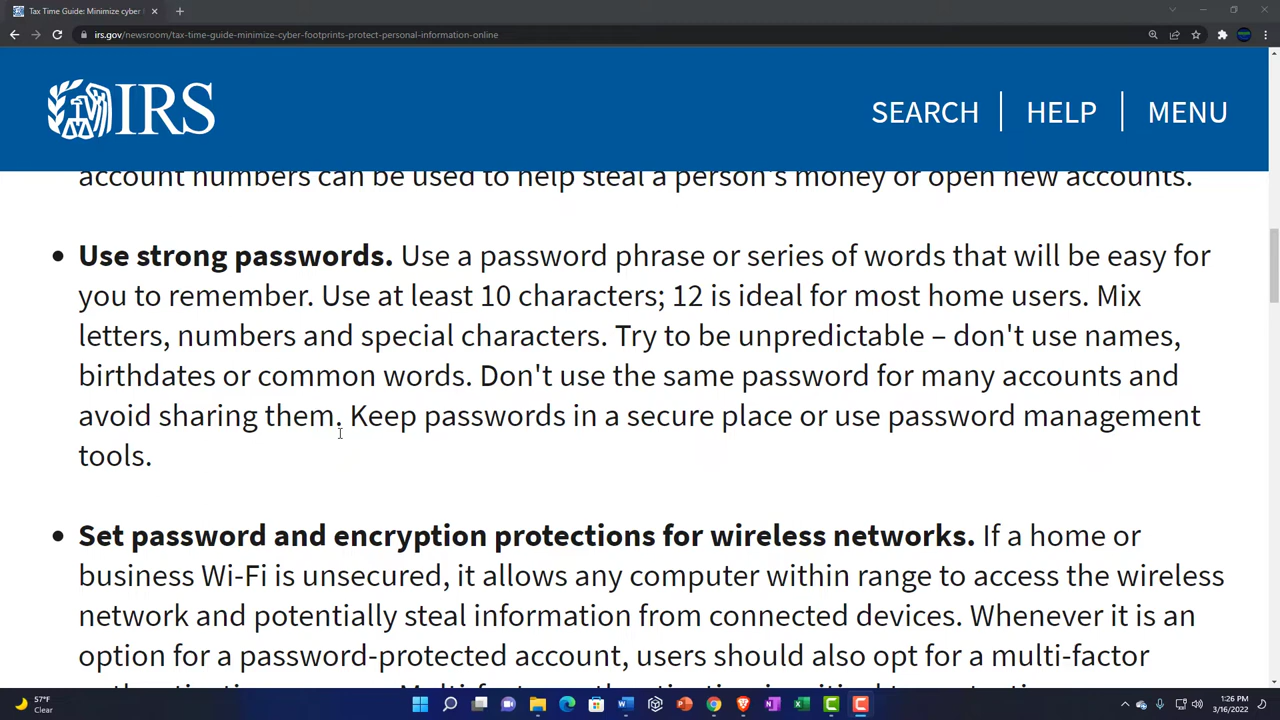 Tax Time Guide: Minimize cyber
irs.gov/newsroom/tax-time-guide-minimize-cyber-footprints-protect-personal-information-online
IRS
SEARCH
HELP
MENU
account numbers can be used to help steal a person's money or open new accounts.
• Use strong passwords. Use a password phrase or series of words that will be easy for
you to remember. Use at least 10 characters; 12 is ideal for most home users. Mix
letters, numbers and special characters. Try to be unpredictable – don't use names,
birthdates or common words. Don't use the same password for many accounts and
avoid sharing them. Keep passwords in a secure place or use password management
tools.
• Set password and encryption protections for wireless networks. If a home or
business Wi-Fi is unsecured, it allows any computer within range to access the wireless
network and potentially steal information from connected devices. Whenever it is an
option for a password-protected account, users should also opt for a multi-factor
57°F
Clear
1:26 PM
3/16/2022